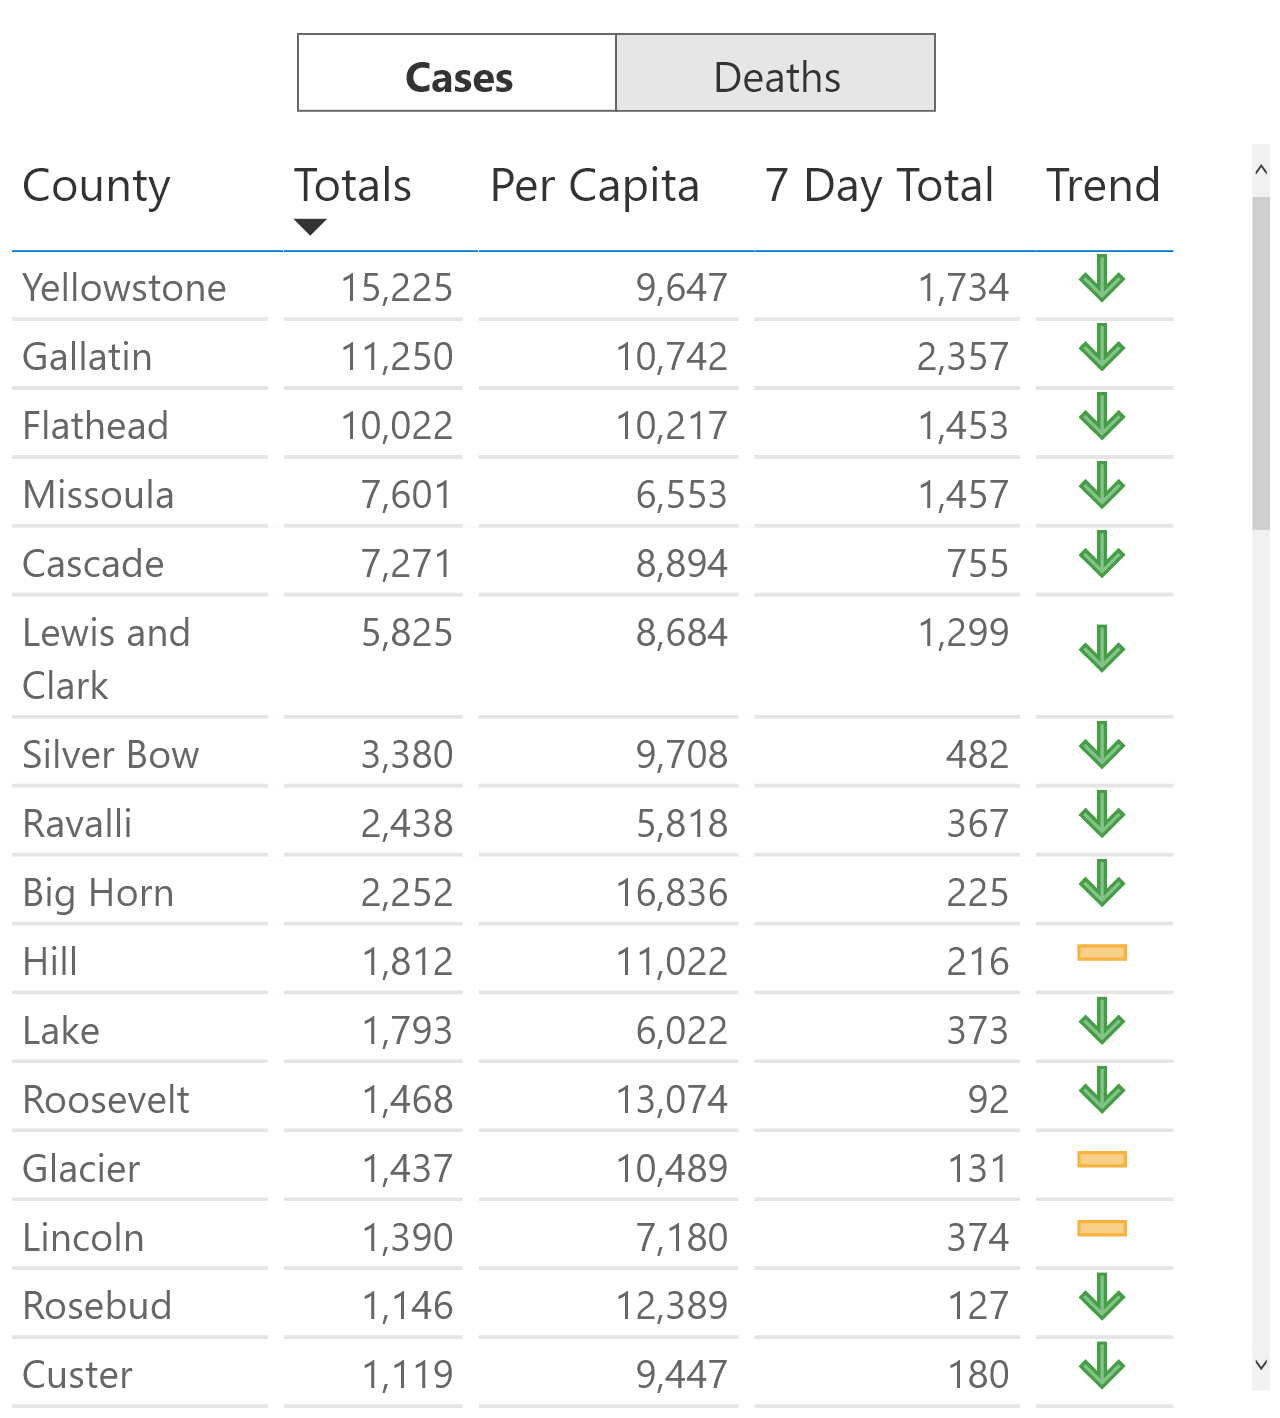 Cases Deaths
County Totals Per Capita 7 Day Total Trend
Yellowstone 15,225 9,647 1,734
Gallatin 11,250 10,742 2,357
Flathead 10,022 10,217 1,453
Missoula 7,601 6,553 1,457
Cascade 7,271 8,894 755
Lewis and 5,825 8,684 1,299
Clark
Silver Bow 3,380 9,708 482
Ravalli 2,438 5,818 367
Big Horn 2,252 16,836 225
Hill 1,812 11,022 216
Lake 1,793 6,022 373
Roosevelt 1,468 13,074 92
Glacier 1,437 10,489 131
Lincoln 1,390 7,180 374
Rosebud 1,146 12,389 127
Custer 1,119 9,447 180